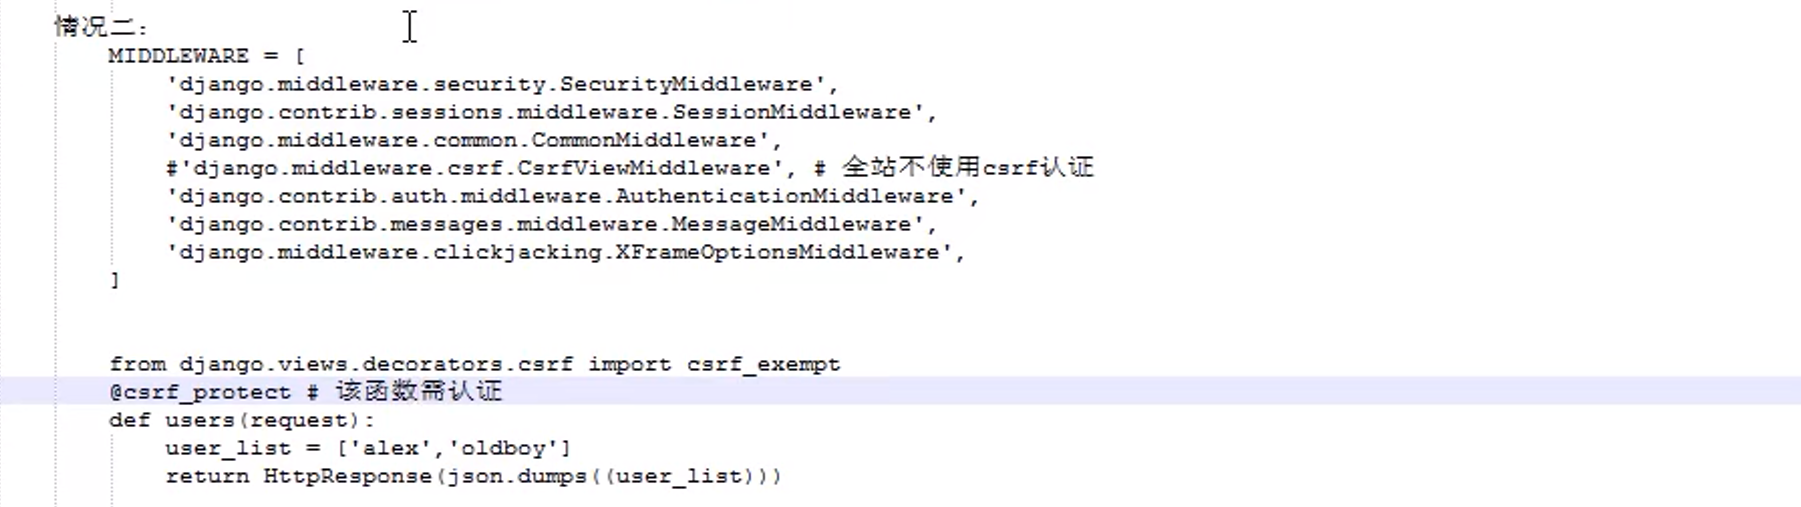 情况二:
MIDDLEWARE = [
'django.middleware.security.SecurityMiddleware',
'django.contrib.sessions.middleware.SessionMiddleware',
'django.middleware.common.CommonMiddleware',
#'django.middleware.csrf.CsrfViewMiddleware', # 全站不使用csrf认证
'django.contrib.auth.middleware.AuthenticationMiddleware',
'django.contrib.messages.middleware.MessageMiddleware',
'django.middleware.clickjacking.XFrameOptionsMiddleware',
]
from django.views.decorators.csrf import csrf_exempt
@csrf_protect # 该函数需认证
def users(request):
user_list = ['alex','oldboy']
return HttpResponse(json.dumps((user_list)))